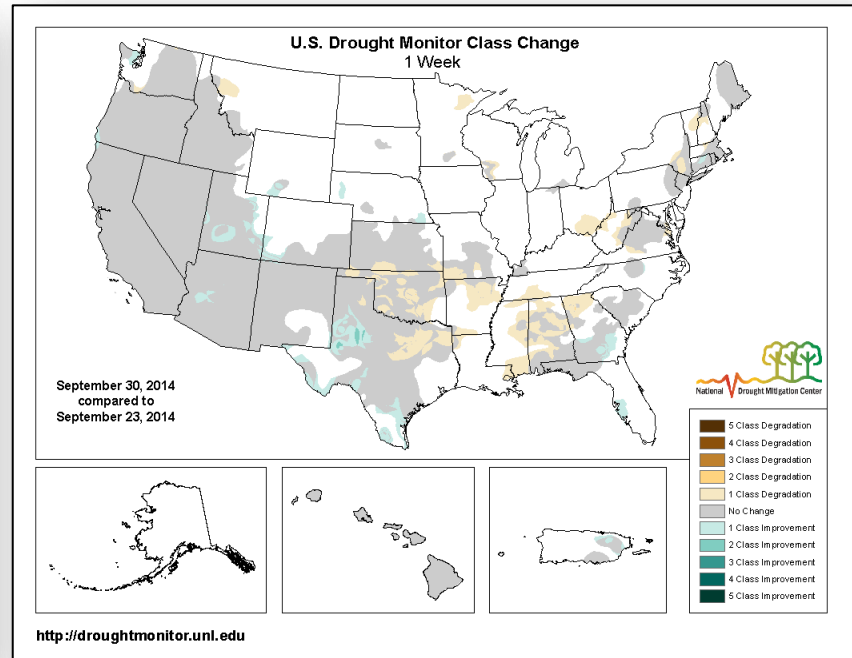 U.S. Drought Monitor Class Change
1 Week
September 30, 2014
compared to
September 23, 2014
National Drought Mitigation Center
5 Class Degradation
4 Class Degradation
3 Class Degradation
2 Class Degradation
1 Class Degradation
No Change
1 Class Improvement
2 Class Improvement
3 Class Improvement
4 Class Improvement
5 Class Improvement
http://droughtmonitor.unl.edu